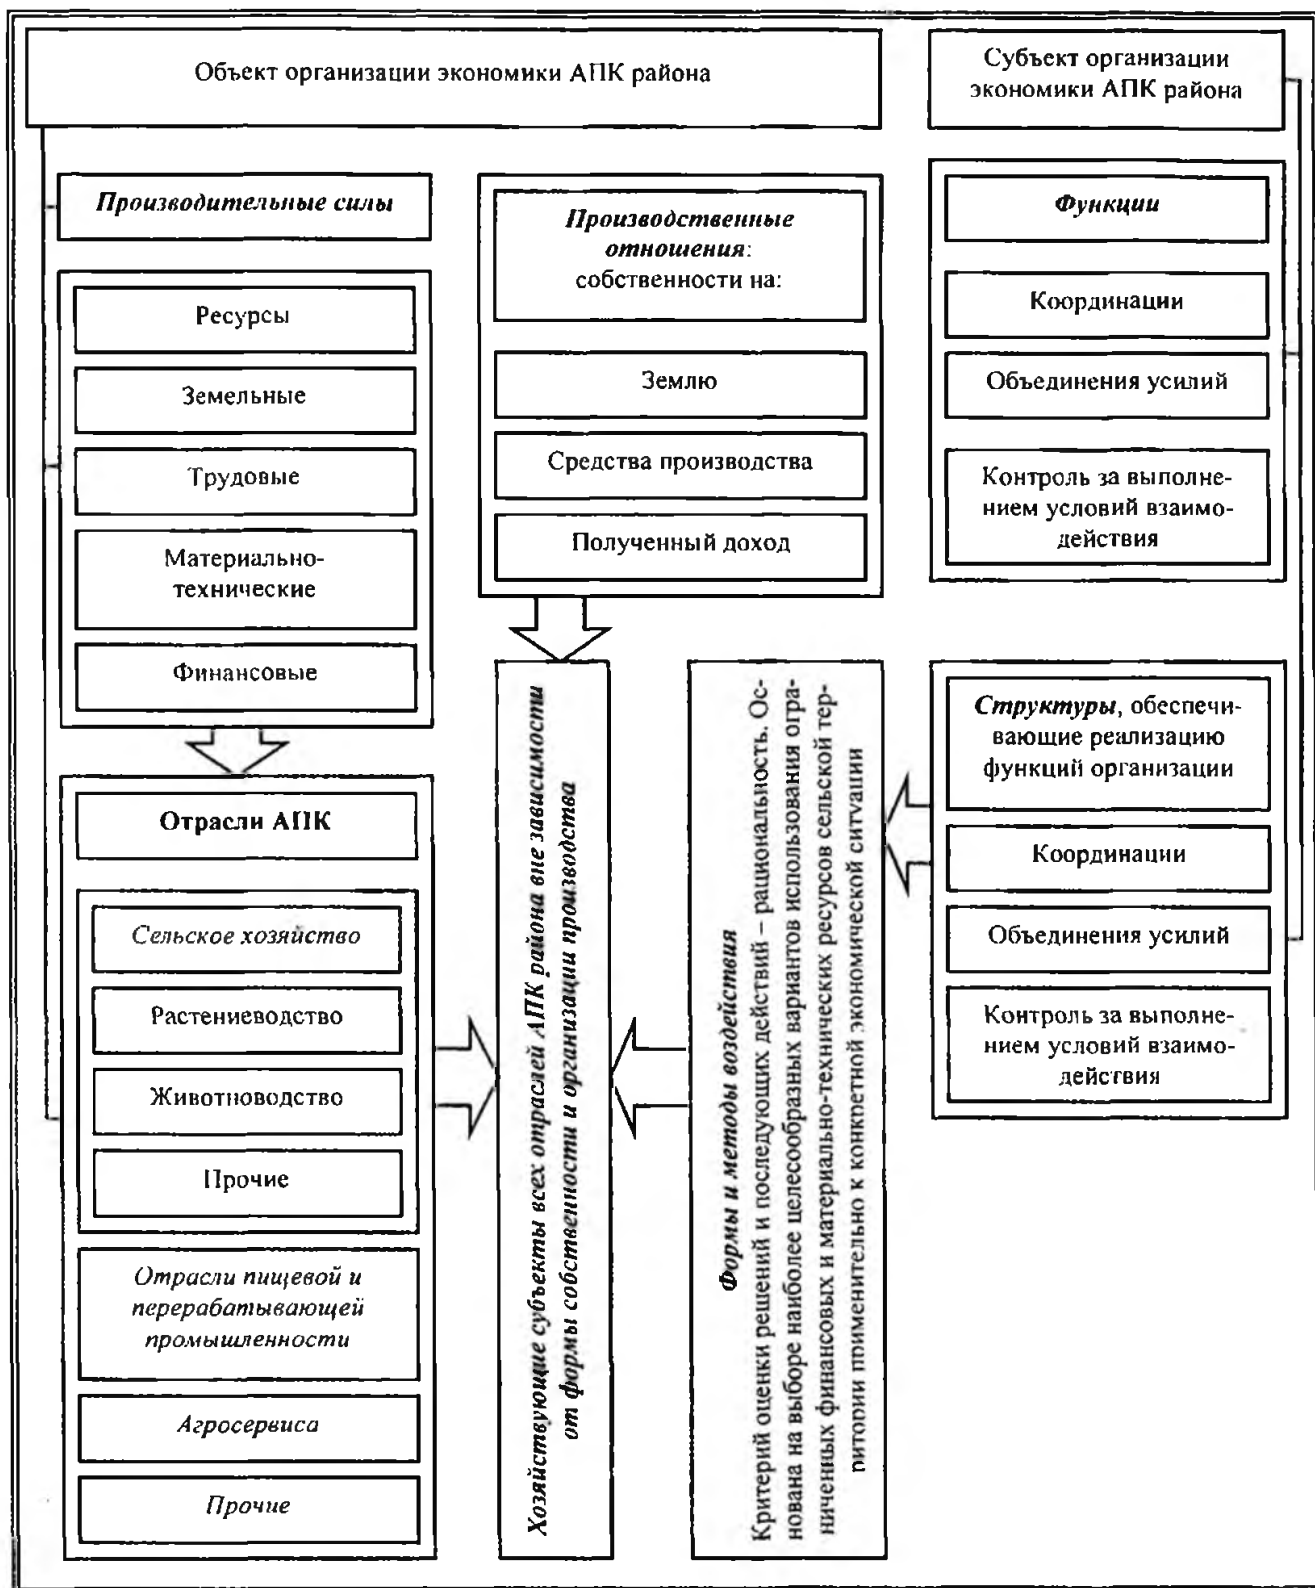 Объект организации экономики АПК района
Субъект организации
экономики АПК района
Производительные силы
Ресурсы
Земельные
Трудовые
Материально-
технические
Финансовые
Отрасли АПК
Сельское хозяйство
Растениеводство
Животноводство
Прочие
Отрасли пищевой и
перерабатывающей
промышленности
Агросервиса
Прочие
Производственные
отношения:
собственности на:
Землю
Средства производства
Полученный доход
Хозяйствующие субъекты всех отраслей АПК района вне зависимости
от формы собственности и организации производства
Формы и методы воздействия
Критерий оценки решений и последующих действий – рациональность. Ос-
нована на выборе наиболее целесообразных вариантов использования огра-
ниченных финансовых и материально-технических ресурсов сельской тер-
ритории применительно к конкретной экономической ситуации
Функции
Координации
Объединения усилий
Контроль за выполне-
нием условий взаимо-
действия
Структуры, обеспечи-
вающие реализацию
функций организации
Координации
Объединения усилий
Контроль за выполне-
нием условий взаимо-
действия